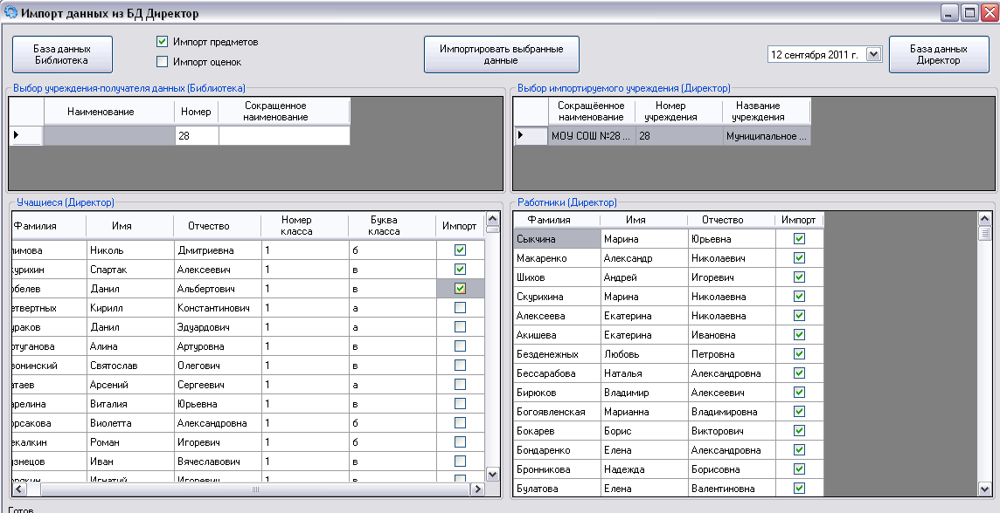 Импорт данных из БД Директор
База данных Библиотека
Импорт предметов
Импорт оценок
Импортировать выбранные данные
12 сентября 2011 г.
База данных Директор
Выбор учреждения-получателя данных (Библиотека)
Наименование Номер Сокращенное наименование
28
Выбор импортируемого учреждения (Директор)
Сокращённое наименование Номер учреждения Название учреждения
МОУ СОШ №28 ... 28 Муниципальное ...
Учащиеся (Директор)
Фамилия Имя Отчество Номер класса Буква класса Импорт
лимова Николь Дмитриевна 1 б
курихин Спартак Алексеевич 1 в
обелев Данил Альбертович 1 в
етвертных Кирилл Константинович 1 а
ураков Данил Эдуардович 1 а
ртуганова Алина Артуровна 1 в
вонинский Святослав Олегович 1 в
атаев Арсений Сергеевич 1 а
арелина Виталия Юрьевна 1 в
орсакова Виолетта Александровна 1 б
екалкин Роман Игоревич 1 б
узнецов Иван Вячеславович 1 в
Игнатий Игоревич 1 в
Работники (Директор)
Фамилия Имя Отчество Импорт
Сыкчина Марина Юрьевна
Макаренко Александр Николаевич
Шихов Андрей Игоревич
Скурихина Марина Николаевна
Алексеева Екатерина Николаевна
Акишева Екатерина Ивановна
Безденежных Любовь Петровна
Бессарабова Наталья Александровна
Бирюков Владимир Алексеевич
Богоявленская Марианна Владимировна
Бокарев Борис Викторович
Бондаренко Елена Александровна
Бронникова Надежда Борисовна
Булатова Елена Валентиновна
Готов